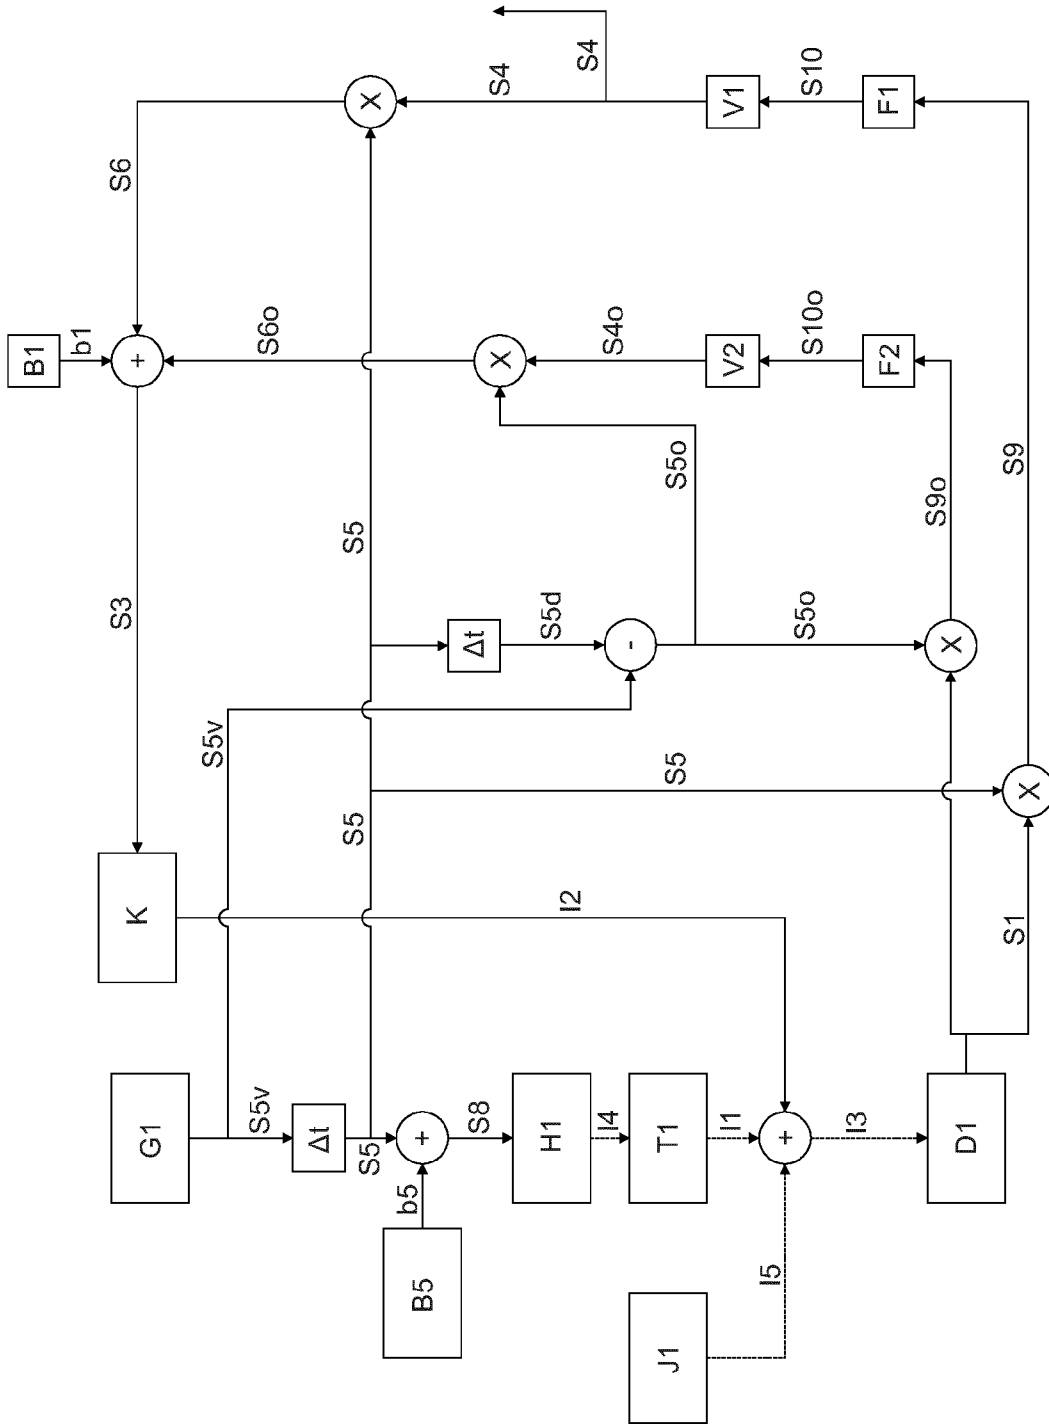 B1
b1
S3
S6
K
+
G1
S5v
S5v
S6o
Δt
S5
S5
S5
X
b5
+
B5
Δt
S8
X
S4
H1
S5d
I2
S4
I4
S4o
-
J1
T1
S5
S5o
I1
V2
V1
I5
+
S5o
S10o
S10
I3
F2
F1
S9o
X
D1
S1
S9
X